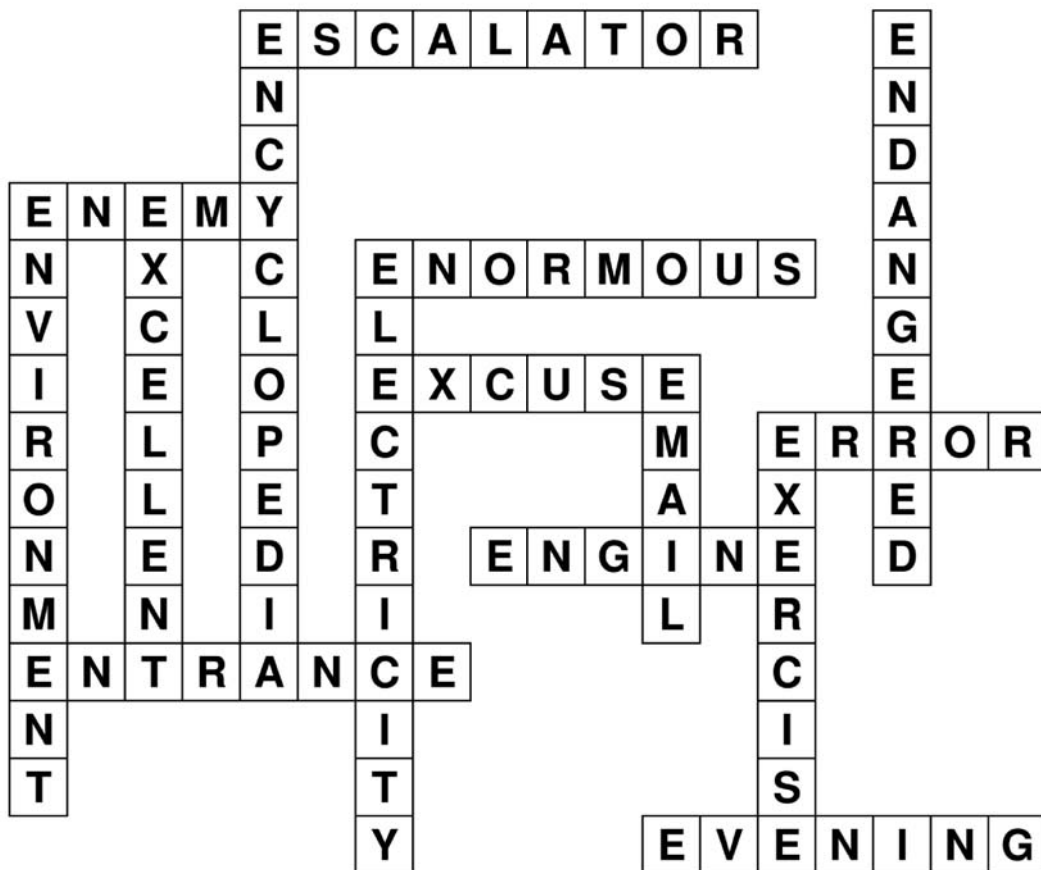 ESCALATOR
ENCYCLOPEDIA
ENDANGERED
ENEMY
ENVIRONMENT
EXCELLENT
ENORMOUS
ELECTRICITY
EXCUSE
EMAIL
ERROR
EXERCISE
ENGINE
ENTRANCE
EVENING